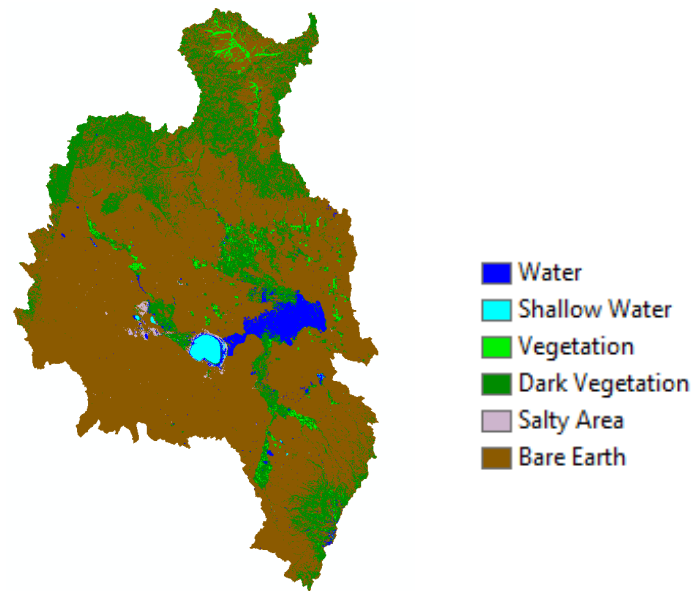 Water
Shallow Water
Vegetation
Dark Vegetation
Salty Area
Bare Earth